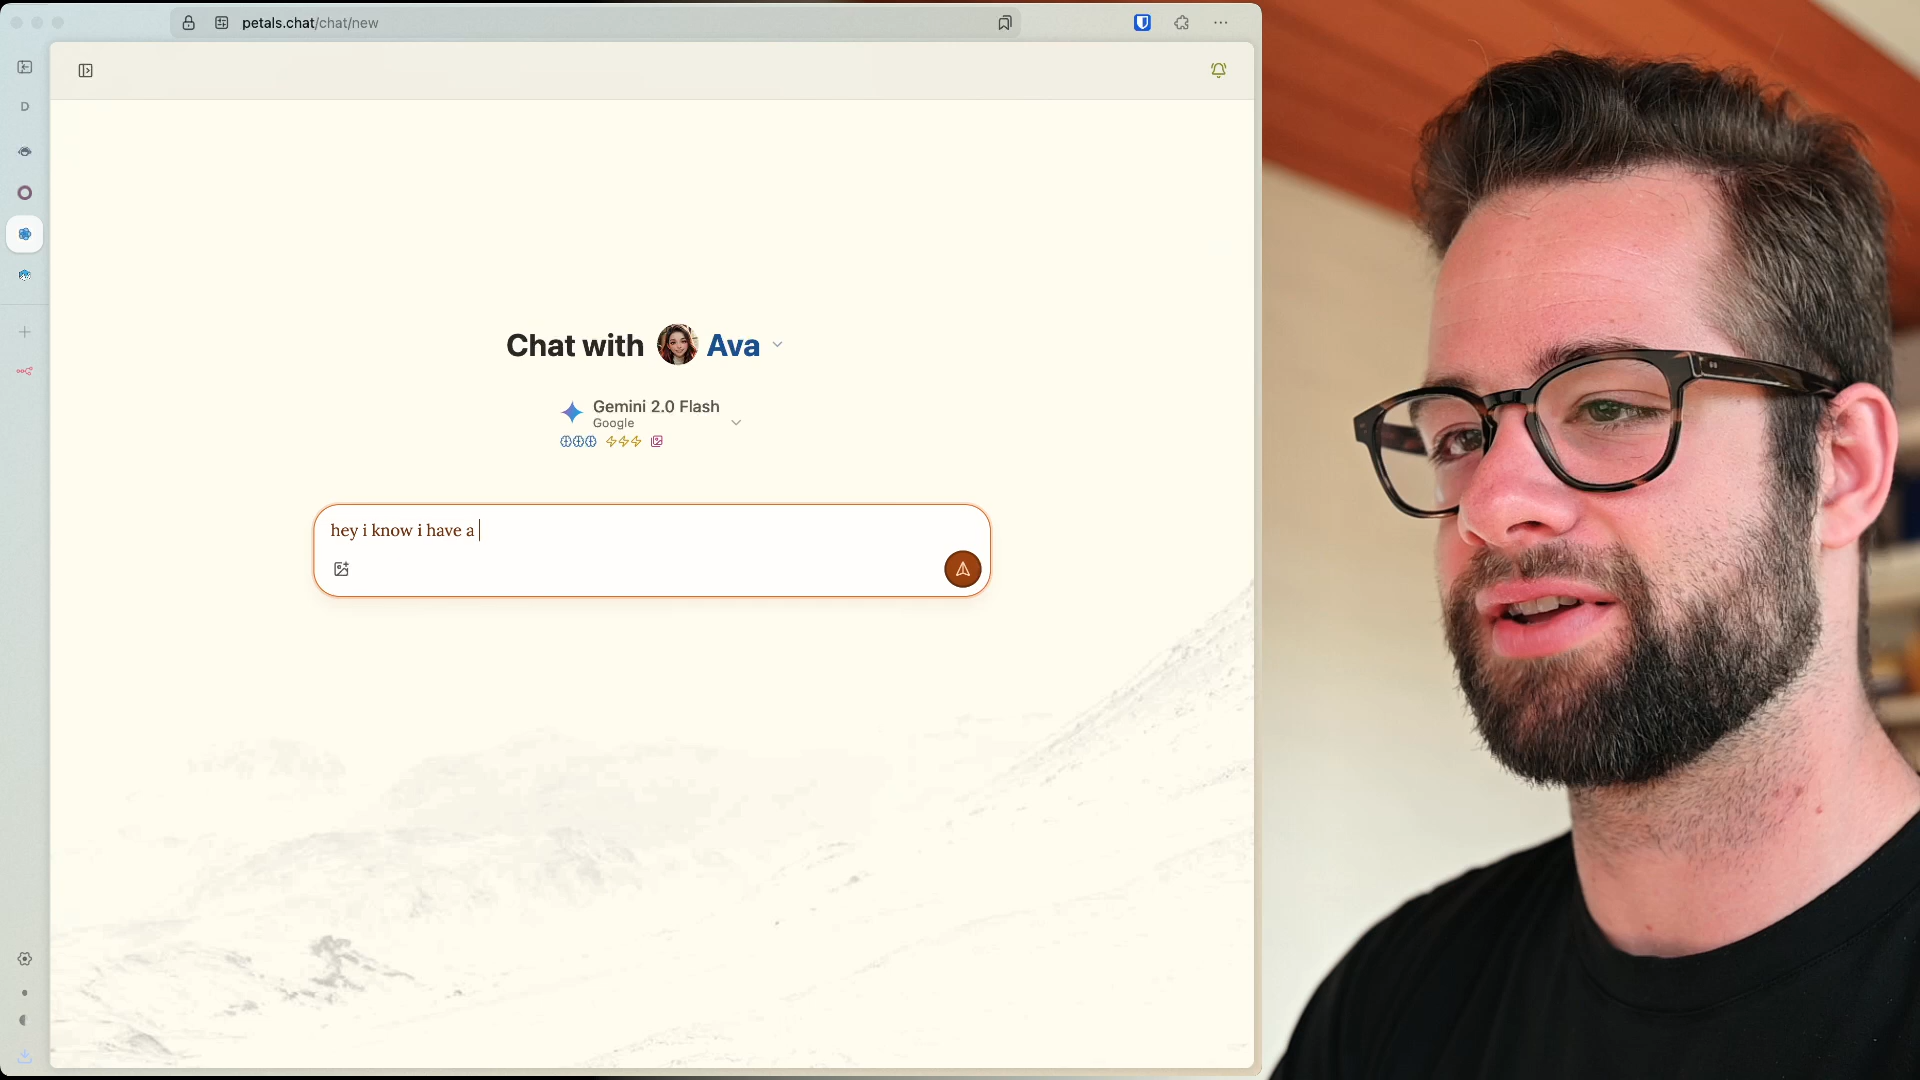 petals.chat/chat/new
D
Chat with Ava
Gemini 2.0 Flash
Google
hey i know i have a